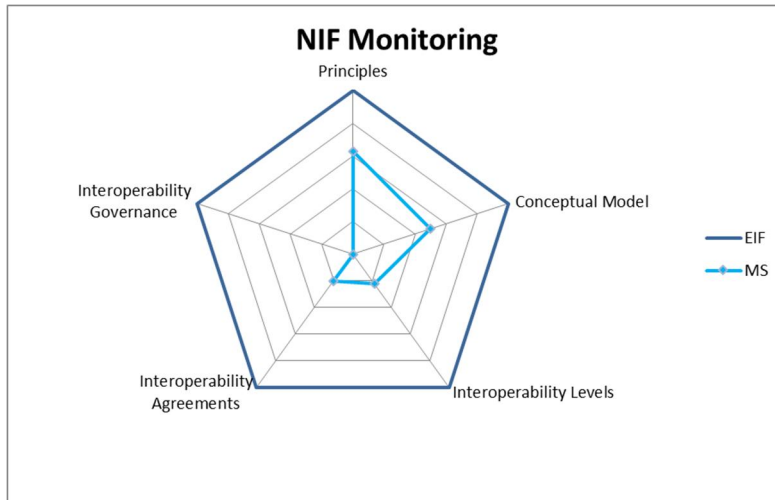 NIF Monitoring
Principles
Interoperability
Governance
Conceptual Model
EIF
MS
Interoperability
Agreements
Interoperability Levels